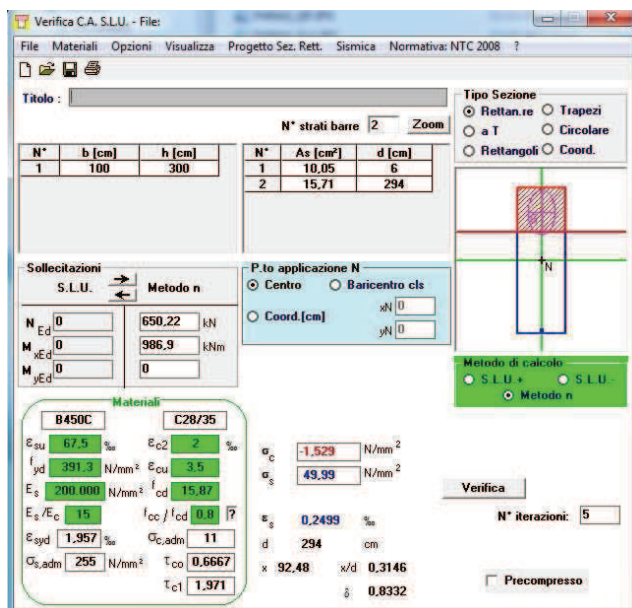 Verifica C.A. S.L.U. - File:
File Materiali Opzioni Visualizza Progetto Sez. Rett. Sismica Normativa: NTC 2008 ?
Titolo :
N° strati barre 2 Zoom
N° b [cm] h [cm]
1 100 300
N° As [cm²] d [cm]
1 10,05 6
2 15,71 294
Tipo Sezione
Rettan.re Trapezi
a T Circolare
Rettangoli Coord.
N
Sollecitazioni
S.L.U. Metodo n
N Ed 0 650,22 kN
M xEd 0 986,9 kNm
M yEd 0 0
P.to applicazione N
Centro Baricentro cls
Coord.[cm] xN 0
yN 0
Metodo di calcolo
S.L.U.+ S.L.U.-
Metodo n
Materiali
B450C C28/35
εsu 67,5 ‰ εc2 2 ‰
fyd 391,3 N/mm² εcu 3,5
Es 200.000 N/mm² fcd 15,87
Es/Ec 15 fcc/fcd 0,8 ?
εsyd 1,957 ‰ σc,adm 11
σs,adm 255 N/mm² τco 0,6667
τc1 1,971
σc -1,529 N/mm²
σs 49,99 N/mm²
εs 0,2499 ‰
d 294 cm
x 92,48 x/d 0,3146
δ 0,8332
Verifica
N° iterazioni: 5
Precompresso